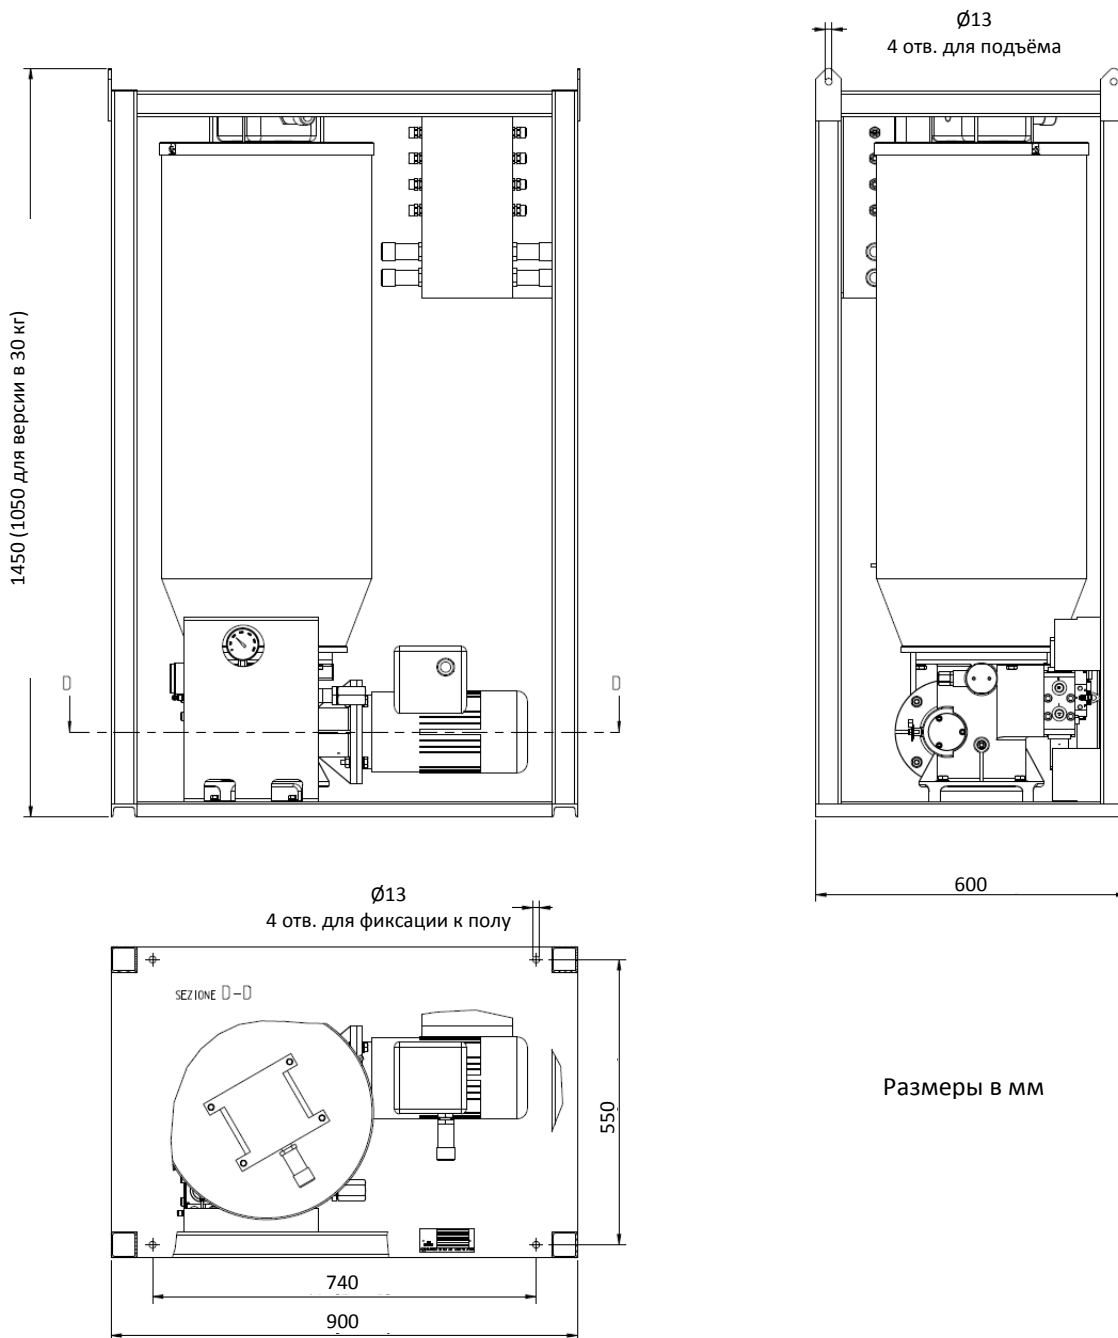 Ø13
4 отв. для подъёма
1450 (1050 для версии в 30 кг)
D
D
600
Ø13
4 отв. для фиксации к полу
SEZIONE D-D
550
Размеры в мм
740
900